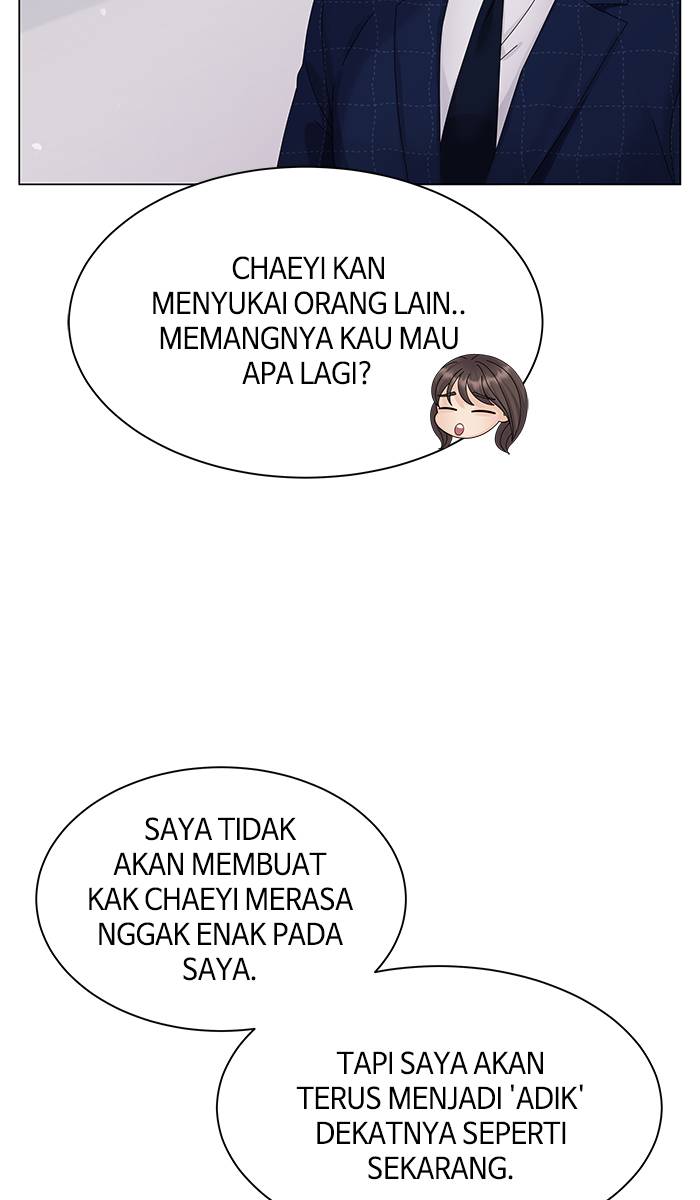 CHAEYI KAN
MENYUKAI ORANG LAIN..
MEMANGNYA KAU MAU
APA LAGI?
SAYA TIDAK
AKAN MEMBUAT
KAK CHAEYI MERASA
NGGAK ENAK PADA
SAYA.
TAPI SAYA AKAN
TERUS MENJADI 'ADIK'
DEKATNYA SEPERTI
SEKARANG.